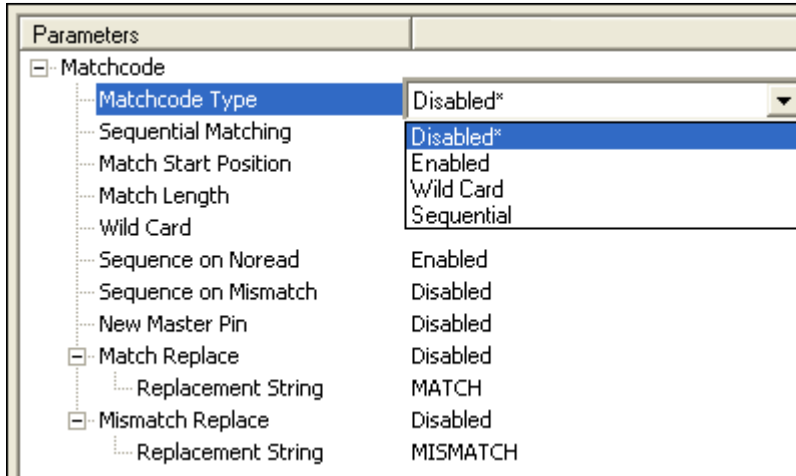 Parameters
Matchcode
Matchcode Type Disabled*
Sequential Matching Disabled*
Match Start Position Enabled
Match Length Wild Card
Wild Card Sequential
Sequence on Noread Enabled
Sequence on Mismatch Disabled
New Master Pin Disabled
Match Replace Disabled
Replacement String MATCH
Mismatch Replace Disabled
Replacement String MISMATCH